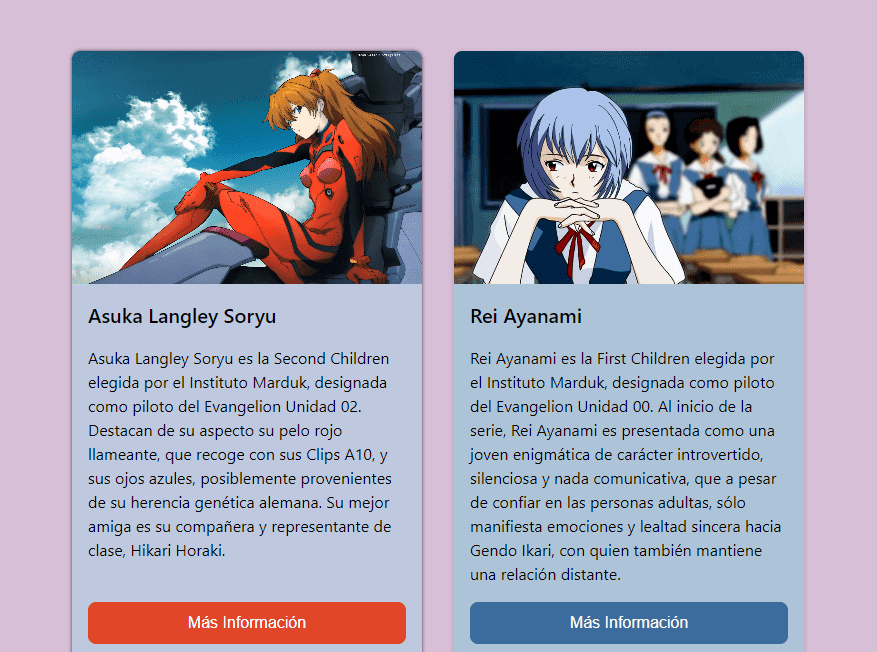 Asuka Langley Soryu
Asuka Langley Soryu es la Second Children
elegida por el Instituto Marduk, designada
como piloto del Evangelion Unidad 02.
Destacan de su aspecto su pelo rojo
llameante, que recoge con sus Clips A10, y
sus ojos azules, posiblemente provenientes
de su herencia genética alemana. Su mejor
amiga es su compañera y representante de
clase, Hikari Horaki.
Más Información
Rei Ayanami
Rei Ayanami es la First Children elegida por
el Instituto Marduk, designada como piloto
del Evangelion Unidad 00. Al inicio de la
serie, Rei Ayanami es presentada como una
joven enigmática de carácter introvertido,
silenciosa y nada comunicativa, que a pesar
de confiar en las personas adultas, sólo
manifiesta emociones y lealtad sincera hacia
Gendo Ikari, con quien también mantiene
una relación distante.
Más Información